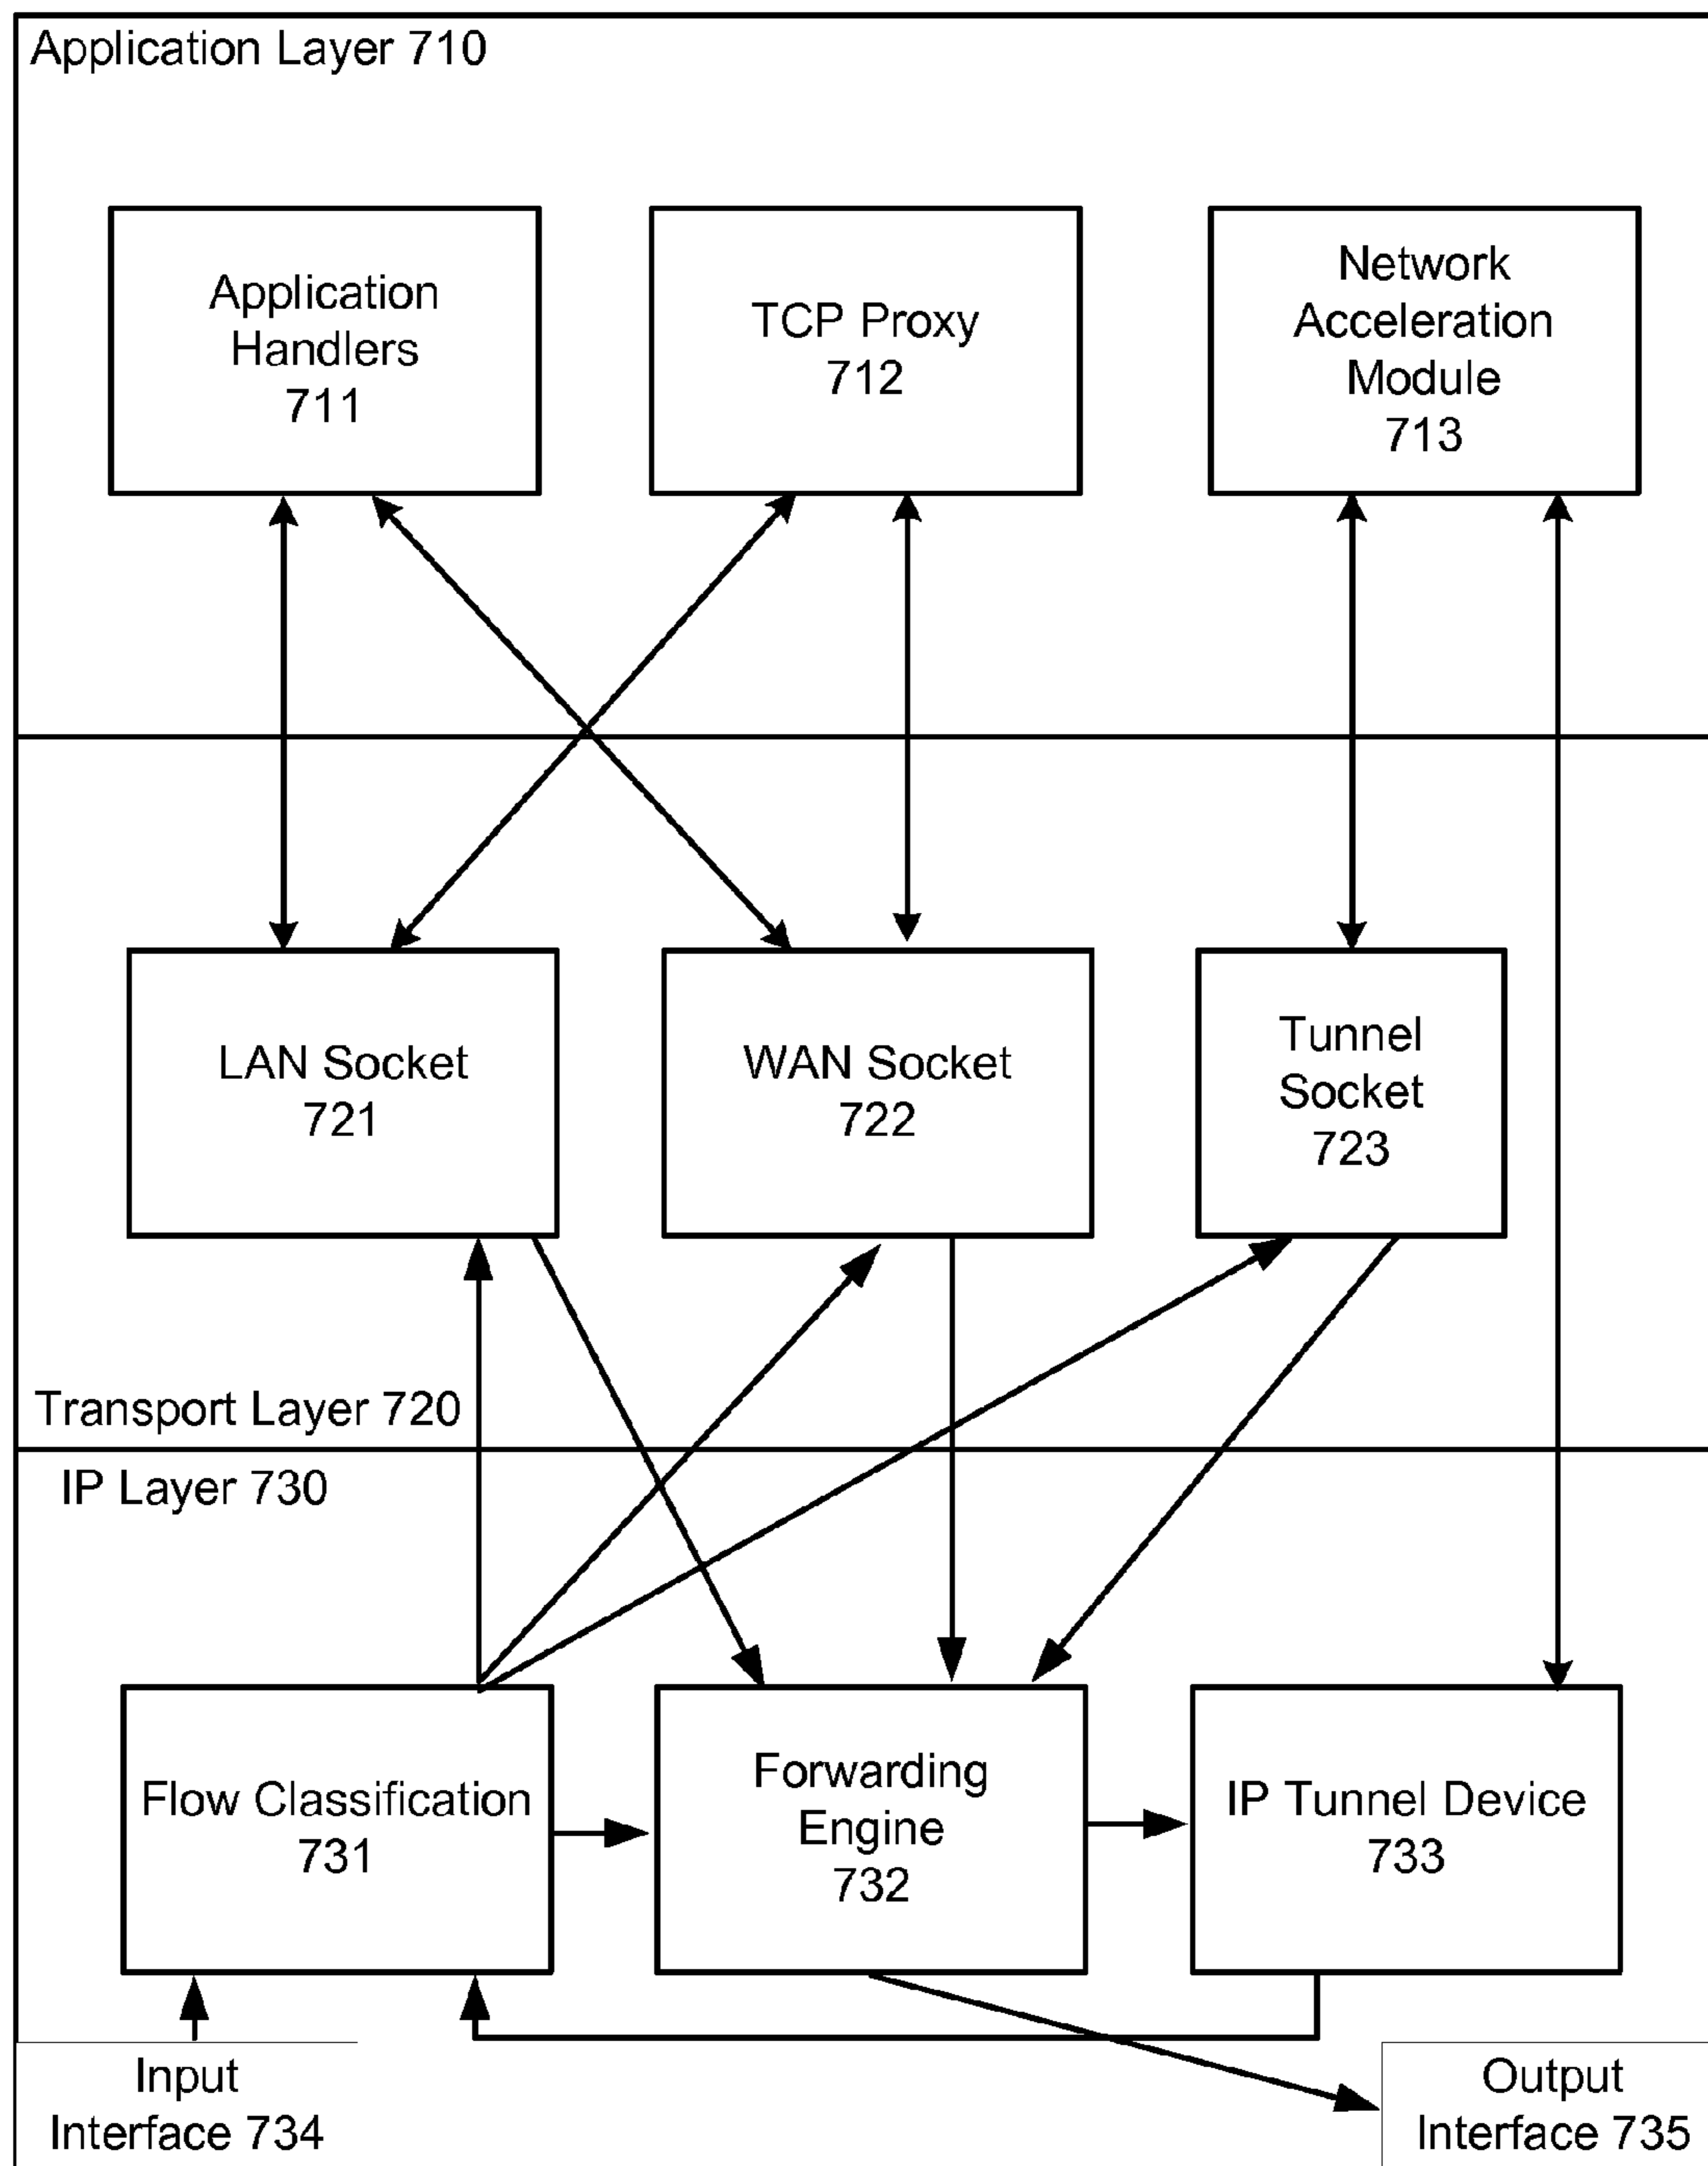 Application Layer 710
Application
Handlers
711
TCP Proxy
712
Network
Acceleration
Module
713
LAN Socket
721
WAN Socket
722
Tunnel
Socket
723
Transport Layer 720
IP Layer 730
Flow Classification
731
Forwarding
Engine
732
IP Tunnel Device
733
Input
Interface 734
Output
Interface 735